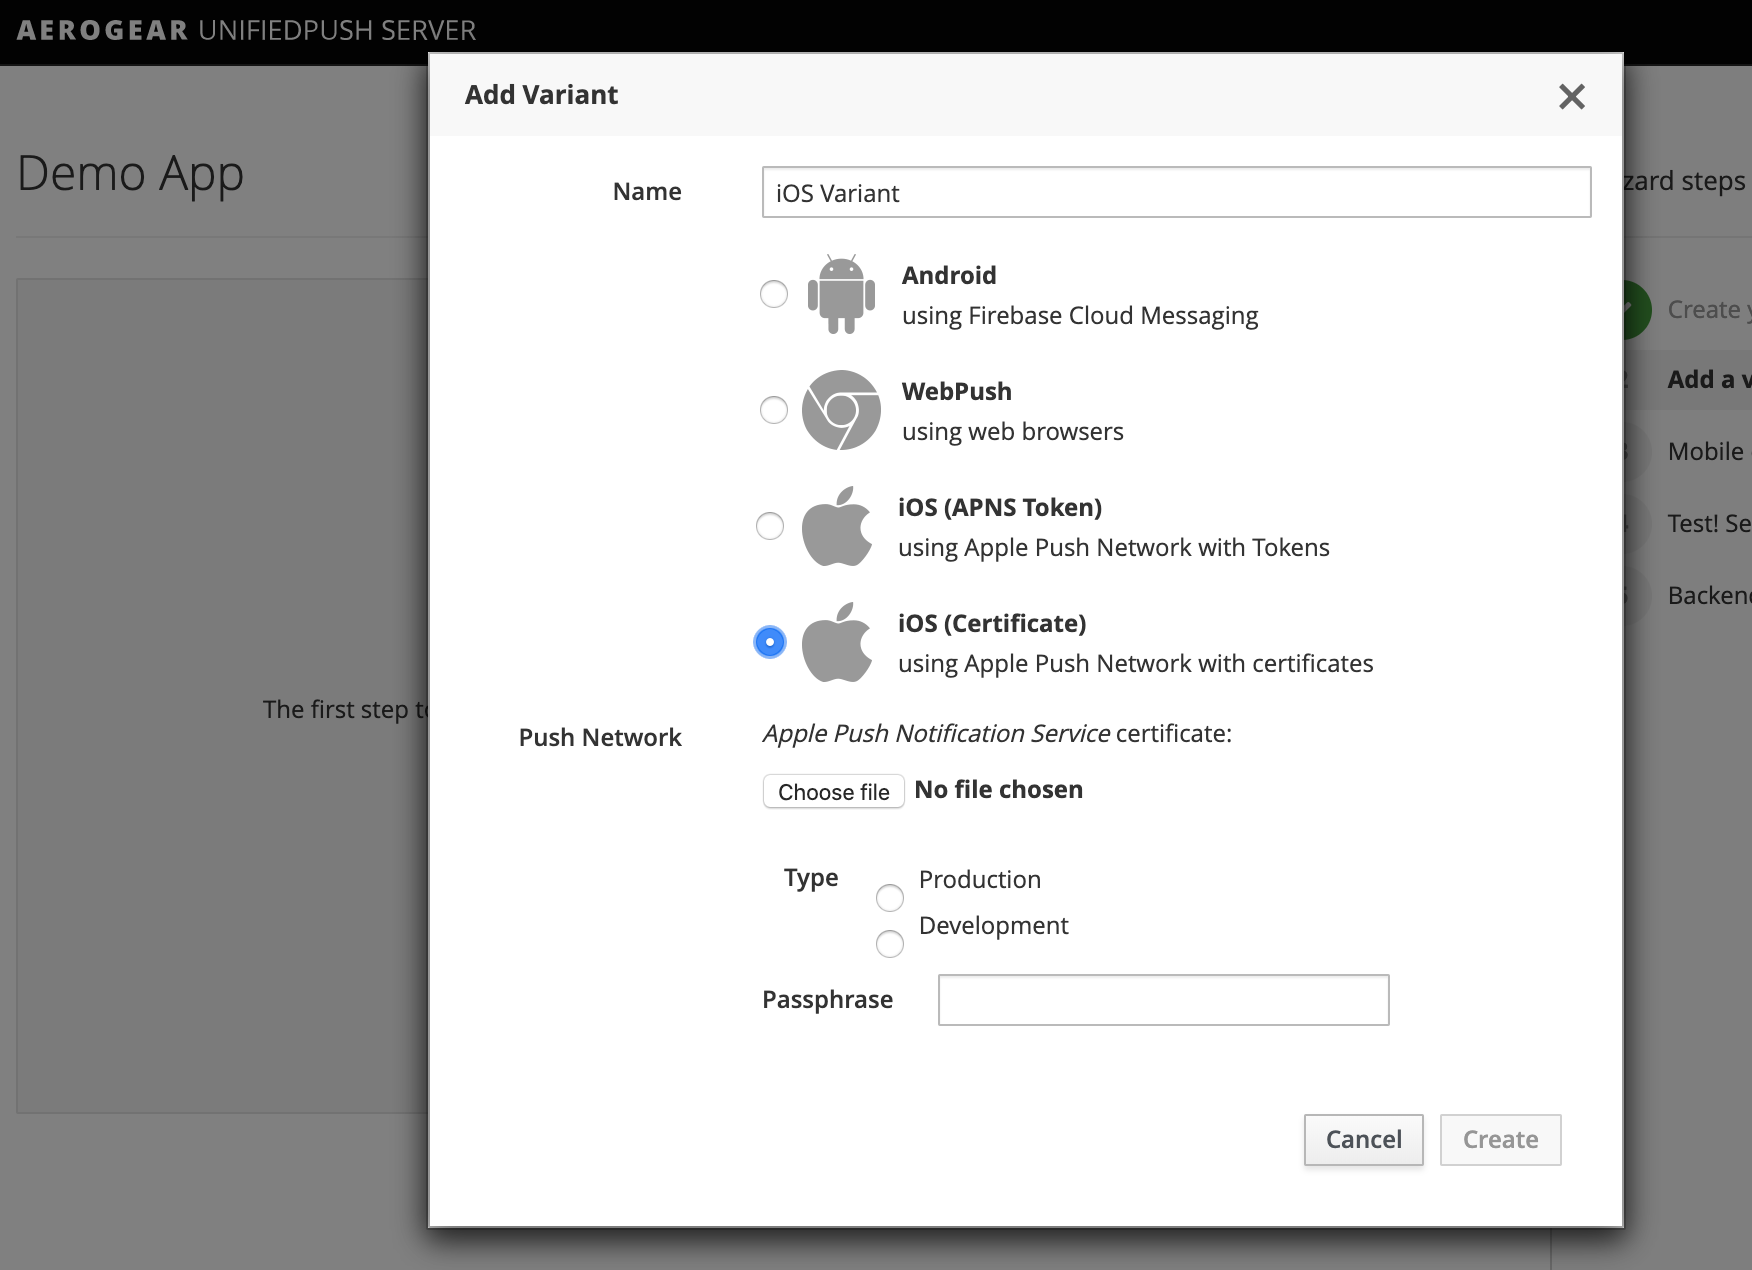 AEROGEAR UNIFIEDPUSH SERVER
Add Variant
Demo App
Name
iOS Variant
zard steps
Android
using Firebase Cloud Messaging
Create
WebPush
using web browsers
Add a
Mobile
iOS (APNS Token)
using Apple Push Network with Tokens
Test! Se
iOS (Certificate)
using Apple Push Network with certificates
Backend
The first step to
Push Network
Apple Push Notification Service certificate:
Choose file No file chosen
Type
Production
Development
Passphrase
Cancel
Create